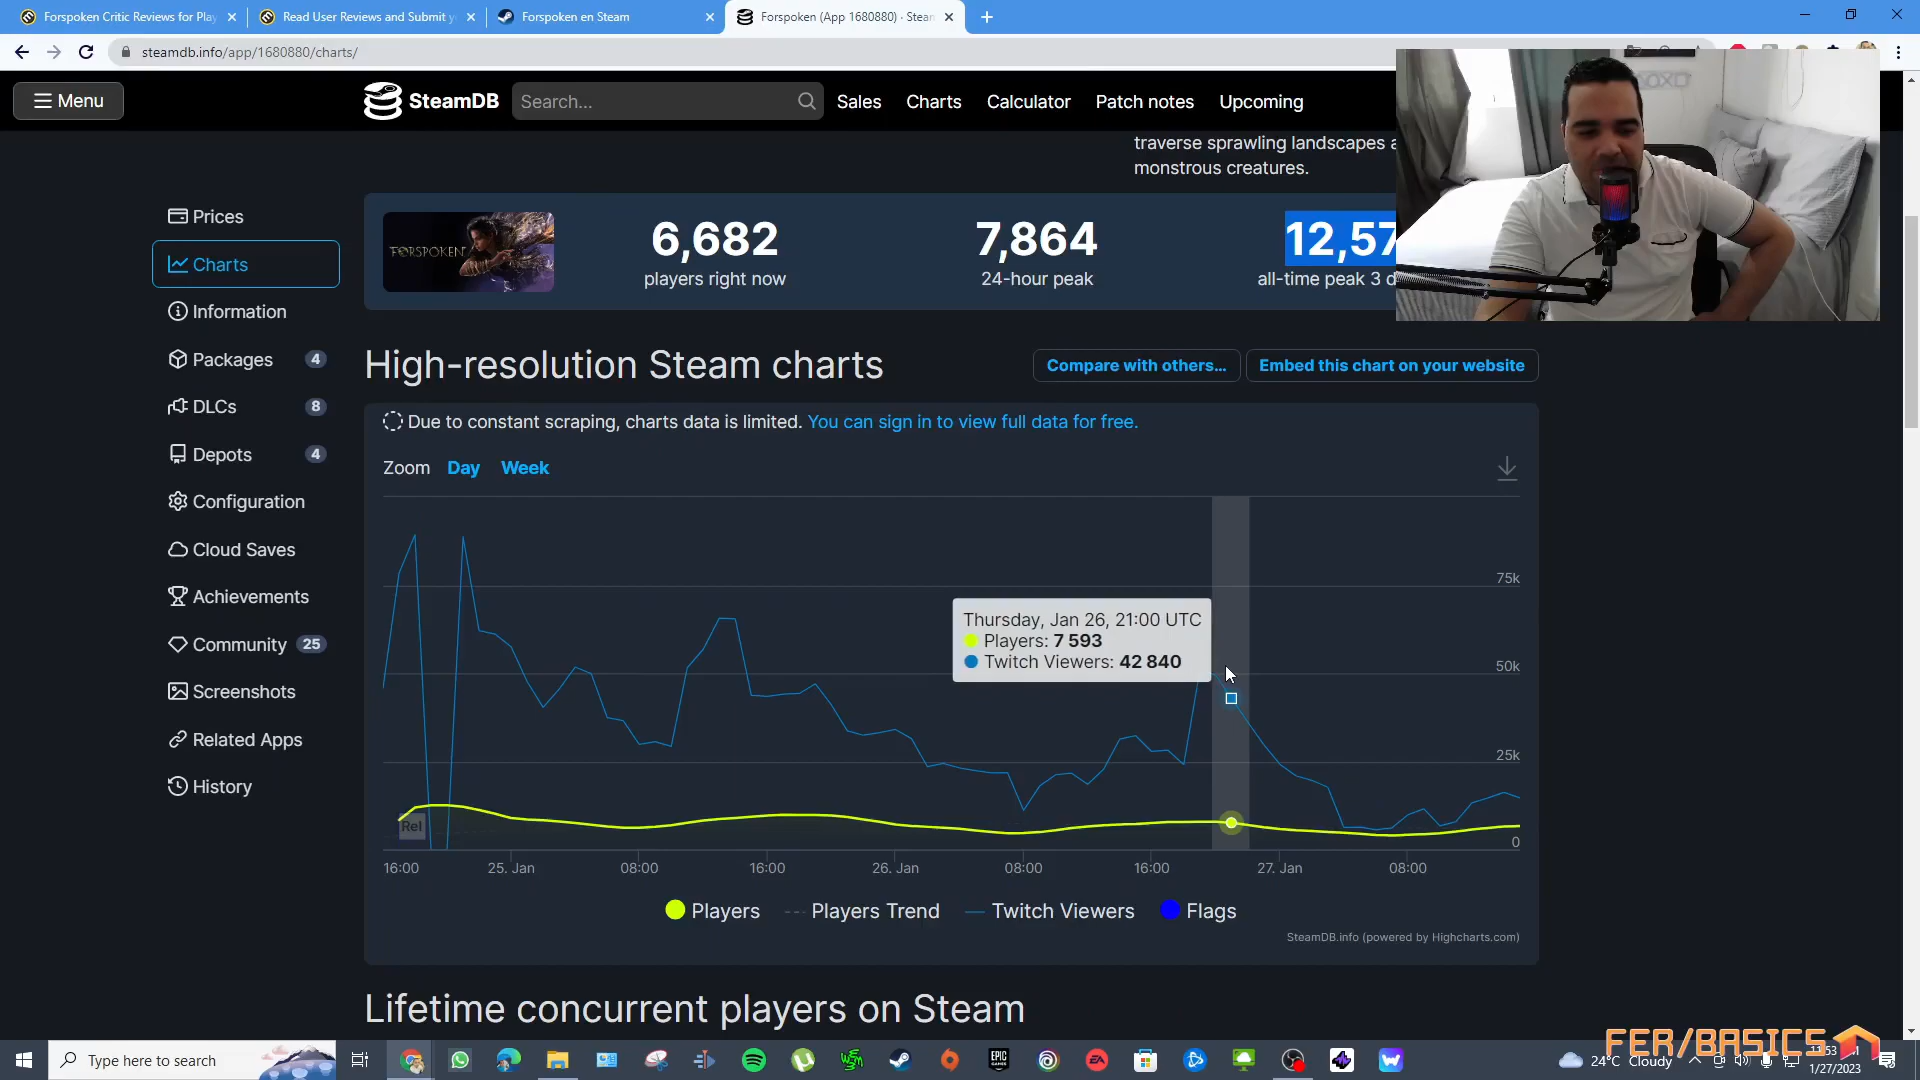 Forspoken Critic Reviews for Play
Read User Reviews and Submit y
Forspoken en Steam
Forspoken (App 1680880) · Stean
steamdb.info/app/1680880/charts/
Menu
SteamDB
Search...
Sales
Charts
Calculator
Patch notes
Upcoming
traverse sprawling landscapes a
monstrous creatures.
Prices
Charts
Information
Packages 4
DLCs 8
Depots 4
Configuration
Cloud Saves
Achievements
Community 25
Screenshots
Related Apps
History
FORSPOKEN
6,682
players right now
7,864
24-hour peak
12,57
all-time peak 3 d
High-resolution Steam charts
Compare with others...
Embed this chart on your website
Due to constant scraping, charts data is limited. You can sign in to view full data for free.
Zoom Day Week
75k
50k
25k
0
Thursday, Jan 26, 21:00 UTC
Players: 7 593
Twitch Viewers: 42 840
Rel
16:00 25. Jan 08:00 16:00 26. Jan 08:00 16:00 27. Jan 08:00
Players Players Trend Twitch Viewers Flags
SteamDB.info (powered by Highcharts.com)
Lifetime concurrent players on Steam
Type here to search
EPIC
GAMES
EA
24°C Cloudy
1/27/2023
FER/BASICS